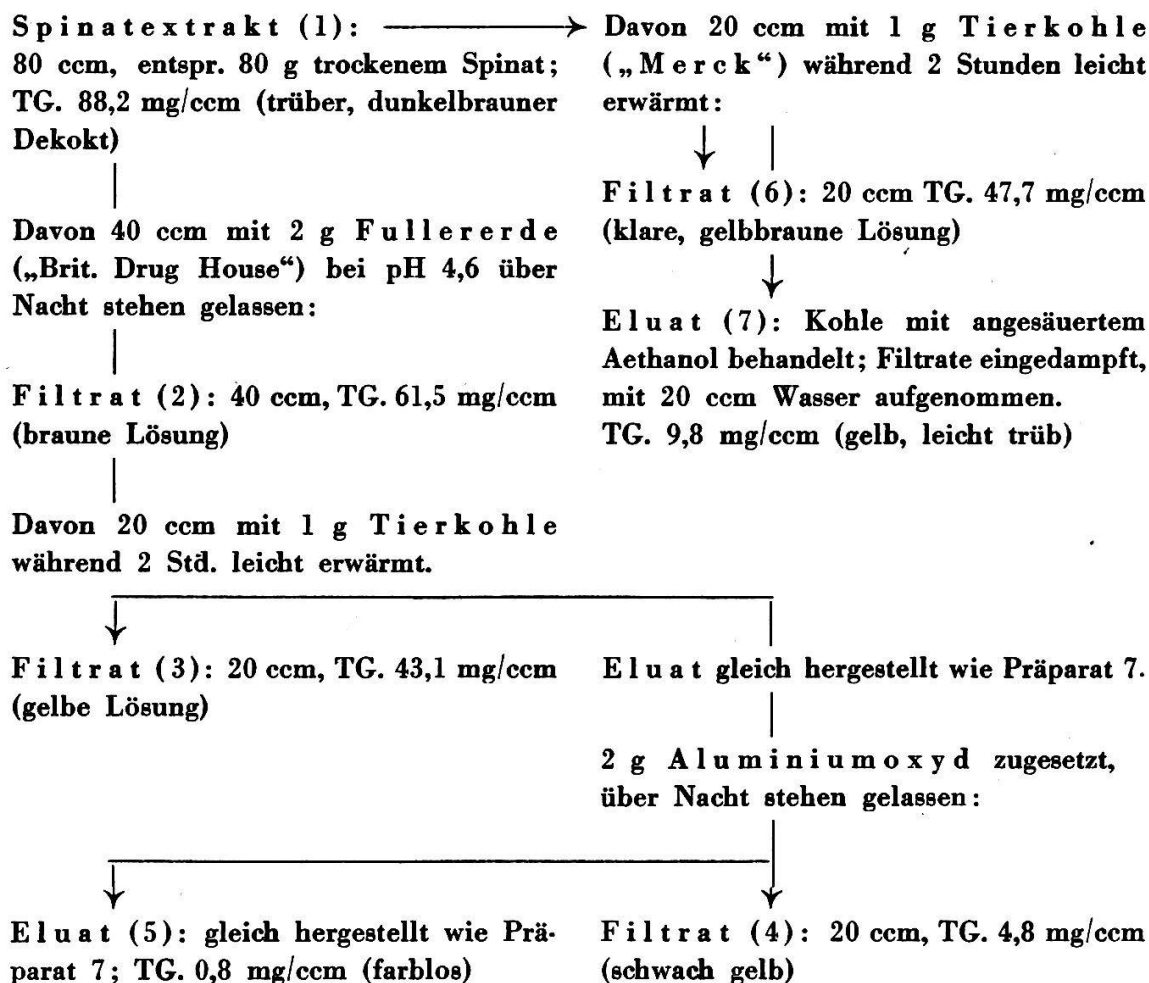 Spinatextrakt (1):
80 ccm, entspr. 80 g trockenem Spinat;
TG. 88,2 mg/ccm (trüber, dunkelbrauner
Dekokt)
Davon 20 ccm mit 1 g Tierkohle
(„Merck“) während 2 Stunden leicht
erwärmt:
Davon 40 ccm mit 2 g Fullererde
(„Brit. Drug House“) bei pH 4,6 über
Nacht stehen gelassen:
Filtrat (6): 20 ccm TG. 47,7 mg/ccm
(klare, gelbbraune Lösung)
Eluat (7): Kohle mit angesäuertem
Aethanol behandelt; Filtrate eingedampft,
mit 20 ccm Wasser aufgenommen.
TG. 9,8 mg/ccm (gelb, leicht trüb)
Filtrat (2): 40 ccm, TG. 61,5 mg/ccm
(braune Lösung)
Davon 20 ccm mit 1 g Tierkohle
während 2 Std. leicht erwärmt.
Filtrat (3): 20 ccm, TG. 43,1 mg/ccm
(gelbe Lösung)
Eluat gleich hergestellt wie Präparat 7.
2 g Aluminiumoxyd zugesetzt,
über Nacht stehen gelassen:
Eluat (5): gleich hergestellt wie Prä-
parat 7; TG. 0,8 mg/ccm (farblos)
Filtrat (4): 20 ccm, TG. 4,8 mg/ccm
(schwach gelb)